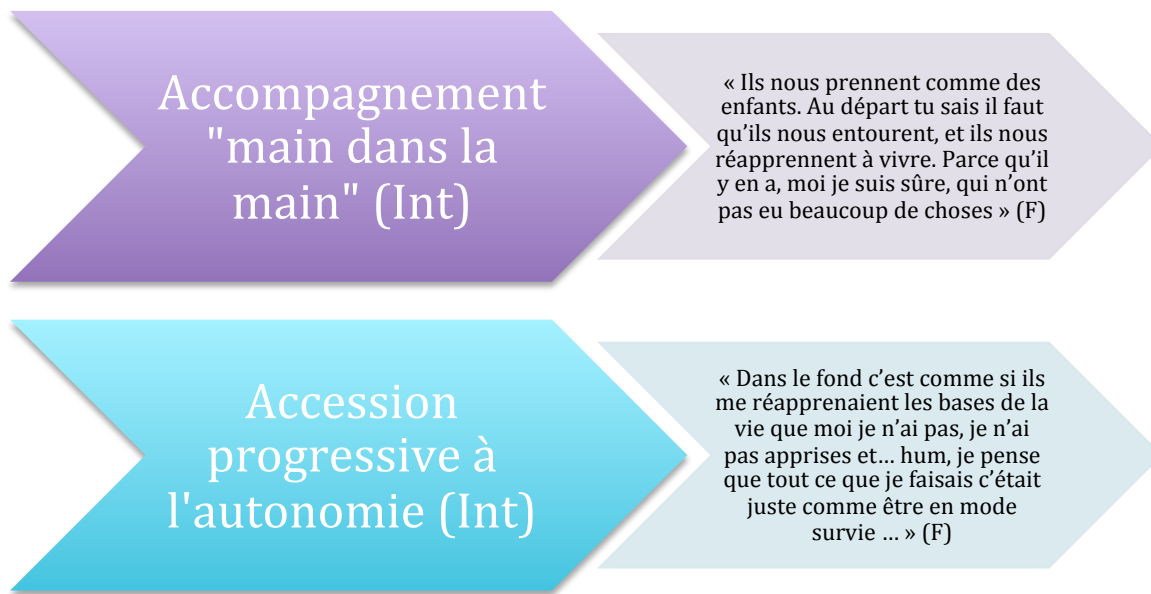 Accompagnement
"main dans la
main" (Int)
« Ils nous prennent comme des
enfants. Au départ tu sais il faut
qu’ils nous entourent, et ils nous
réapprennent à vivre. Parce qu’il
y en a, moi je suis sûre, qui n’ont
pas eu beaucoup de choses » (F)
Accession
progressive à
l'autonomie (Int)
« Dans le fond c’est comme si ils
me réapprenaient les bases de la
vie que moi je n’ai pas, je n’ai
pas apprises et… hum, je pense
que tout ce que je faisais c’était
juste comme être en mode
survie … » (F)